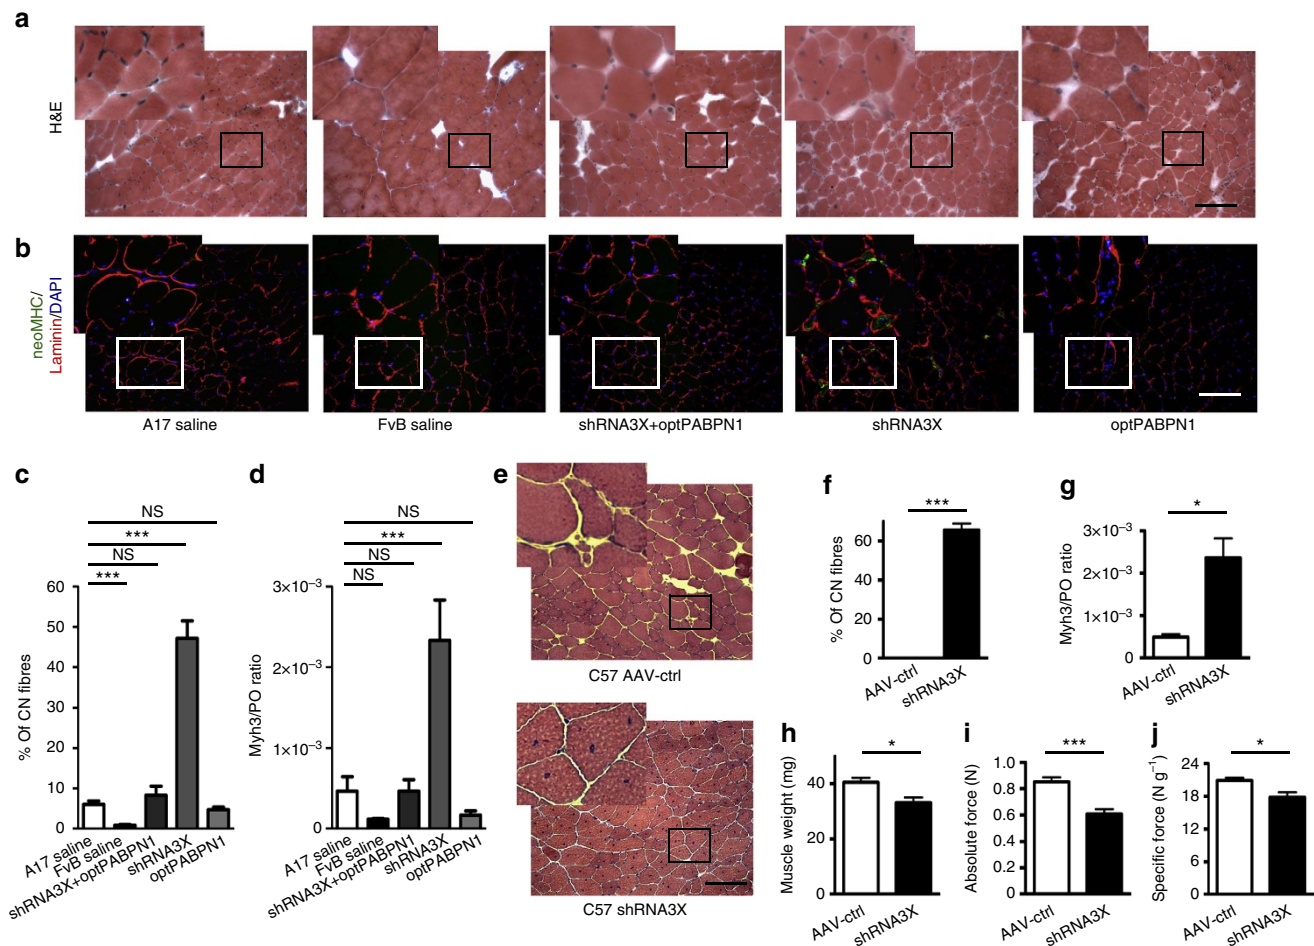 a
H&E
b
neoMHC/
Laminin/DAPI
A17 saline
FvB saline
shRNA3X+optPABPN1
shRNA3X
optPABPN1
c
NS
***
NS
***
% Of CN fibres
60
50
40
30
20
10
0
A17 saline
FvB saline
shRNA3X+optPABPN1
shRNA3X
optPABPN1
d
NS
***
NS
NS
Myh3/PO ratio
3×10⁻³
2×10⁻³
1×10⁻³
0
A17 saline
FvB saline
shRNA3X+optPABPN1
shRNA3X
optPABPN1
e
C57 AAV-ctrl
C57 shRNA3X
f
***
% Of CN fibres
60
40
20
0
AAV-ctrl
shRNA3X
g
*
Myh3/PO ratio
3×10⁻³
2×10⁻³
1×10⁻³
0
AAV-ctrl
shRNA3X
h
*
Muscle weight (mg)
40
20
0
AAV-ctrl
shRNA3X
i
***
Absolute force (N)
1.0
0.8
0.6
0.4
0.2
0
AAV-ctrl
shRNA3X
j
*
Specific force (N g⁻¹)
24
18
12
6
0
AAV-ctrl
shRNA3X